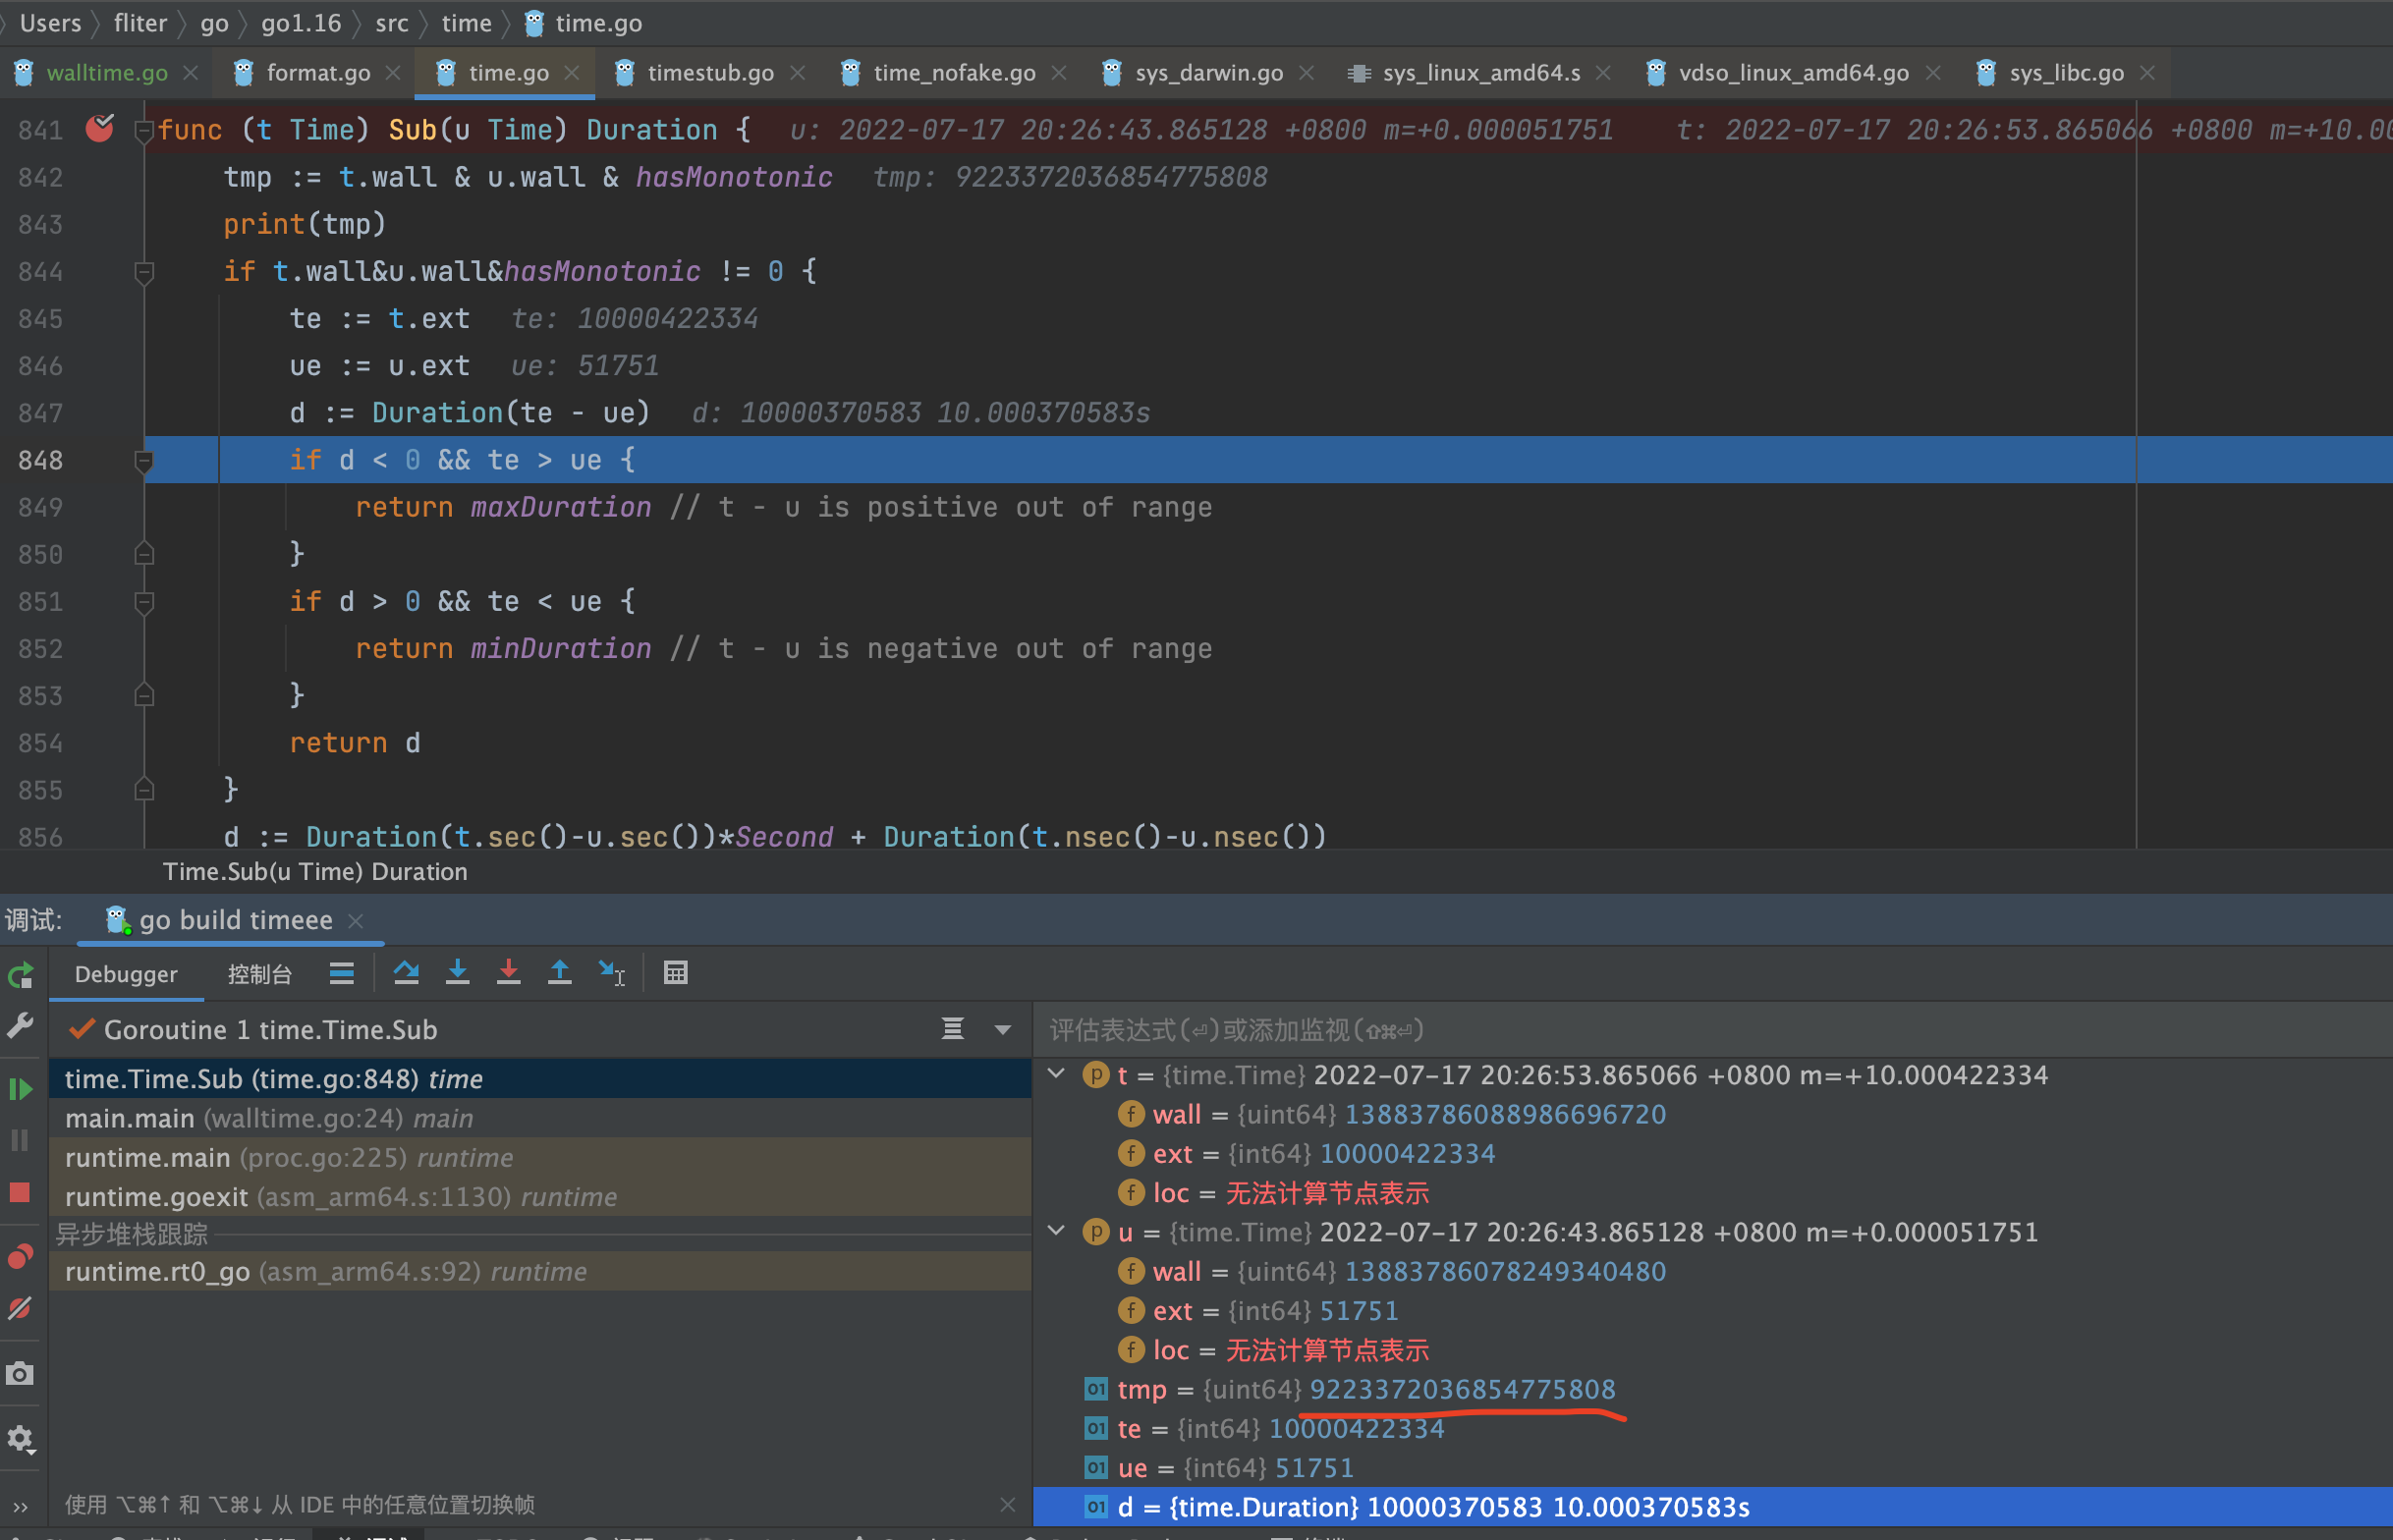 Users 〉 fliter 〉 go 〉 go1.16 〉 src 〉 time 〉 time.go
walltime.go format.go time.go timestub.go time_nofake.go sys_darwin.go sys_linux_amd64.s vdso_linux_amd64.go sys_libc.go
841 func (t Time) Sub(u Time) Duration { u: 2022-07-17 20:26:43.865128 +0800 m=+0.000051751 t: 2022-07-17 20:26:53.865066 +0800 m=+10.00
842 tmp := t.wall & u.wall & hasMonotonic tmp: 9223372036854775808
843 print(tmp)
844 if t.wall&u.wall&hasMonotonic != 0 {
845 te := t.ext te: 10000422334
846 ue := u.ext ue: 51751
847 d := Duration(te - ue) d: 10000370583 10.000370583s
848 if d < 0 && te > ue {
849 return maxDuration // t - u is positive out of range
850 }
851 if d > 0 && te < ue {
852 return minDuration // t - u is negative out of range
853 }
854 return d
855 }
856 d := Duration(t.sec()-u.sec())*Second + Duration(t.nsec()-u.nsec())
Time.Sub(u Time) Duration
调试: go build timeee
Debugger 控制台
Goroutine 1 time.Time.Sub
time.Time.Sub (time.go:848) time
main.main (walltime.go:24) main
runtime.main (proc.go:225) runtime
runtime.goexit (asm_arm64.s:1130) runtime
异步堆栈跟踪
runtime.rt0_go (asm_arm64.s:92) runtime
使用 ⌥⌘↑ 和 ⌥⌘↓ 从 IDE 中的任意位置切换帧
评估表达式(⏎)或添加监视(⇧⌘⏎)
t = {time.Time} 2022-07-17 20:26:53.865066 +0800 m=+10.000422334
wall = {uint64} 13883786088986696720
ext = {int64} 10000422334
loc = 无法计算节点表示
u = {time.Time} 2022-07-17 20:26:43.865128 +0800 m=+0.000051751
wall = {uint64} 13883786078249340480
ext = {int64} 51751
loc = 无法计算节点表示
tmp = {uint64} 9223372036854775808
te = {int64} 10000422334
ue = {int64} 51751
d = {time.Duration} 10000370583 10.000370583s